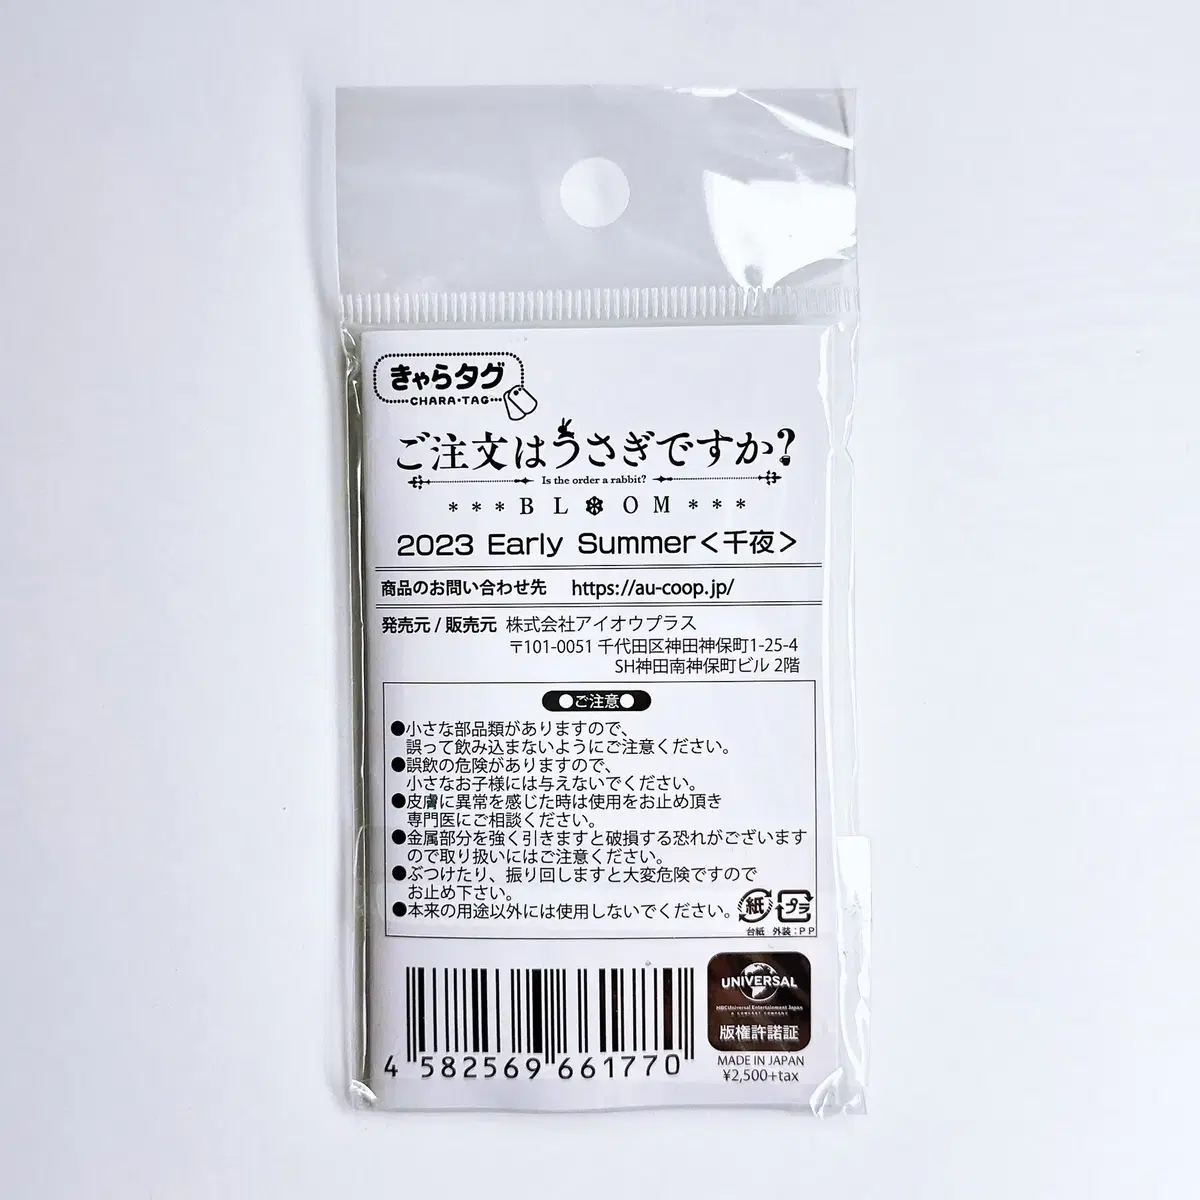 きゃらタグ
CHARA・TAG
ご注文はうさぎですか?
Is the order a rabbit?
***BLOOM***
2023 Early Summer<千夜>
商品のお問い合わせ先 https://au-coop.jp/
発売元 / 販売元 株式会社アイオウプラス
〒101-0051 千代田区神田神保町1-25-4
SH神田南神保町ビル 2階
●ご注意●
●小さな部品類がありますので、
誤って飲み込まないようにご注意ください。
●誤飲の危険がありますので、
小さなお子様には与えないでください。
●皮膚に異常を感じた時は使用をお止め頂き
専門医にご相談ください。
●金属部分を強く引きますと破損する恐れがございます
ので取り扱いにはご注意ください。
●ぶつけたり、振り回しますと大変危険ですので
お止め下さい。
●本来の用途以外には使用しないでください。
紙 プラ
台紙 外装:PP
UNIVERSAL
NBCUniversal Entertainment Japan
A COMCAST COMPANY
版権許諾証
MADE IN JAPAN
¥2,500+tax
4 582569 661770